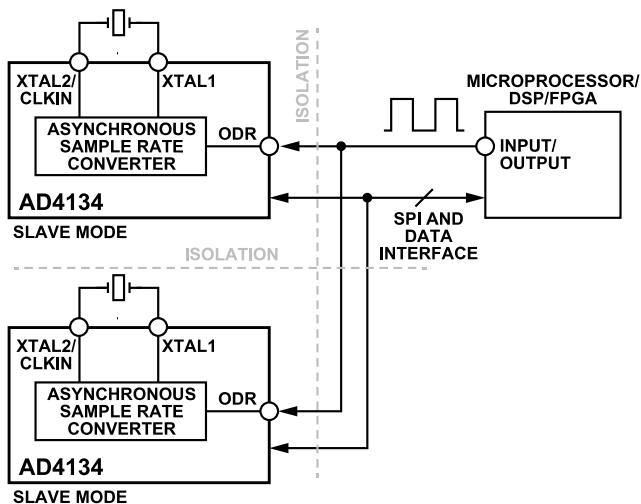 XTAL2/
CLKIN
XTAL1
ASYNCHRONOUS
SAMPLE RATE
CONVERTER
ODR
AD4134
SLAVE MODE
ISOLATION
MICROPROCESSOR/
DSP/FPGA
INPUT/
OUTPUT
SPI AND
DATA
INTERFACE
ISOLATION
XTAL2/
CLKIN
XTAL1
ASYNCHRONOUS
SAMPLE RATE
CONVERTER
ODR
AD4134
SLAVE MODE